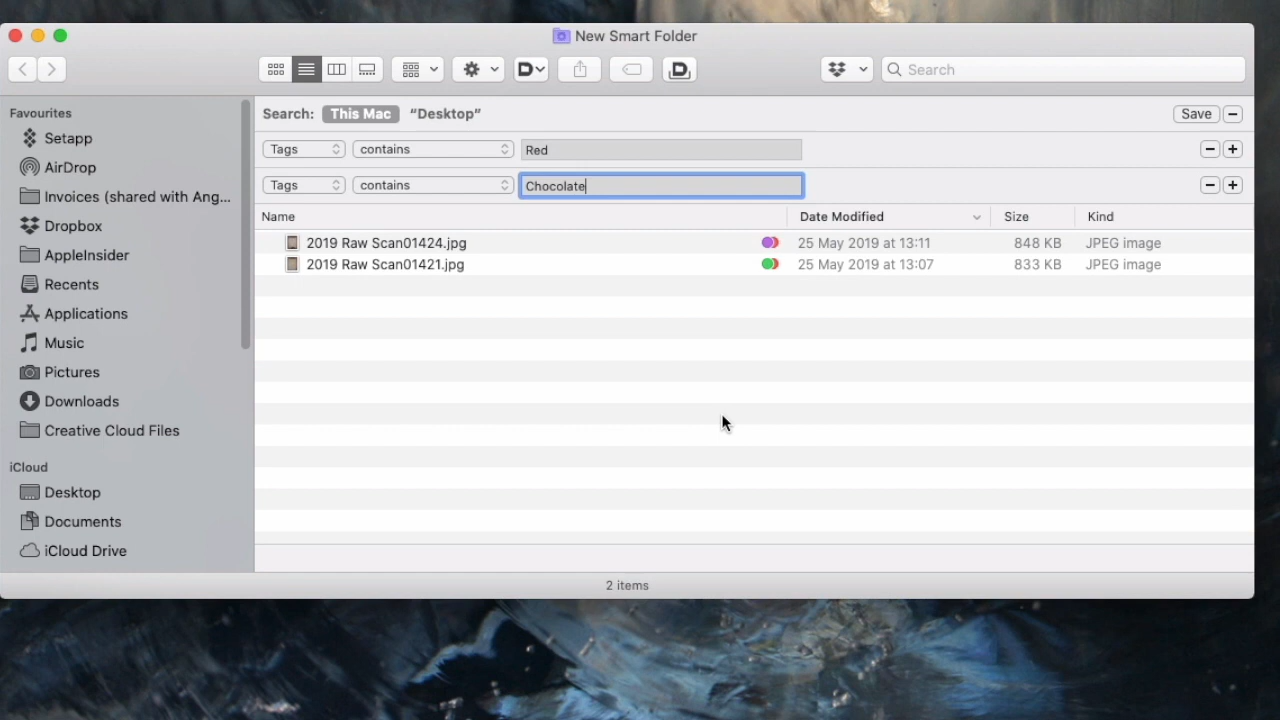 New Smart Folder
Search
Favourites
Setapp
AirDrop
Invoices (shared with Ang...
Dropbox
AppleInsider
Recents
Applications
Music
Pictures
Downloads
Creative Cloud Files
iCloud
Desktop
Documents
iCloud Drive
Search: This Mac “Desktop” Save
Tags contains Red
Tags contains Chocolate
Name Date Modified Size Kind
2019 Raw Scan01424.jpg 25 May 2019 at 13:11 848 KB JPEG image
2019 Raw Scan01421.jpg 25 May 2019 at 13:07 833 KB JPEG image
2 items